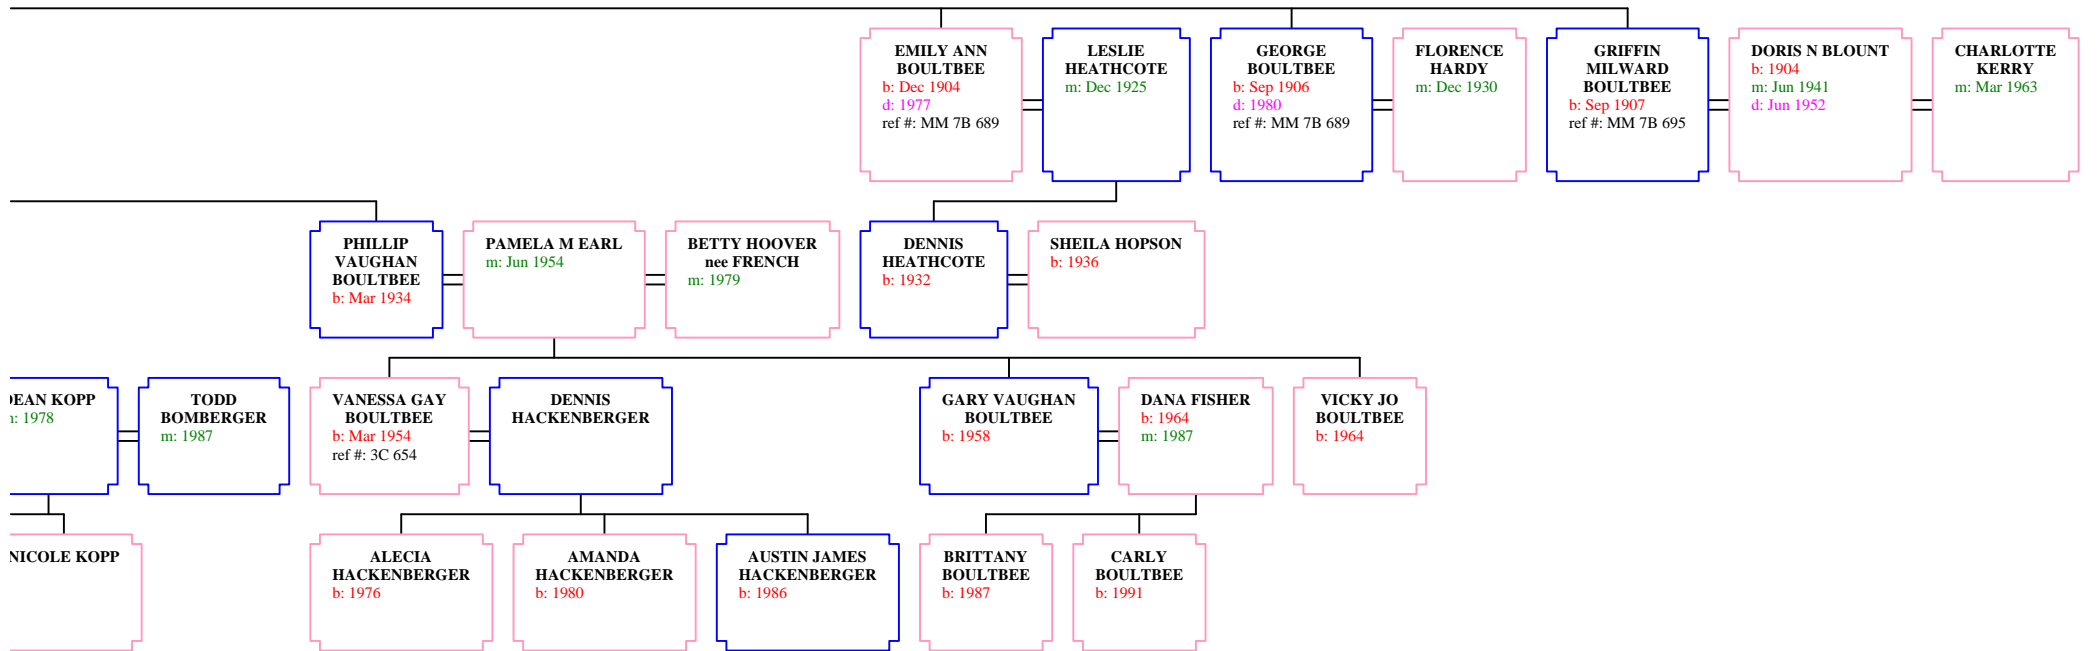 EMILY ANN
BOULTBEE
b: Dec 1904
d: 1977
ref #: MM 7B 689
LESLIE
HEATHCOTE
m: Dec 1925
GEORGE
BOULTBEE
b: Sep 1906
d: 1980
ref #: MM 7B 689
FLORENCE
HARDY
m: Dec 1930
GRIFFIN
MILWARD
BOULTBEE
b: Sep 1907
ref #: MM 7B 695
DORIS N BLOUNT
b: 1904
m: Jun 1941
d: Jun 1952
CHARLOTTE
KERRY
m: Mar 1963
PHILLIP
VAUGHAN
BOULTBEE
b: Mar 1934
PAMELA M EARL
m: Jun 1954
BETTY HOOVER
nee FRENCH
m: 1979
DENNIS
HEATHCOTE
b: 1932
SHEILA HOPSON
b: 1936
DEAN KOPP
m: 1978
TODD
BOMBERGER
m: 1987
VANESSA GAY
BOULTBEE
b: Mar 1954
ref #: 3C 654
DENNIS
HACKENBERGER
GARY VAUGHAN
BOULTBEE
b: 1958
DANA FISHER
b: 1964
m: 1987
VICKY JO
BOULTBEE
b: 1964
NICOLE KOPP
ALECIA
HACKENBERGER
b: 1976
AMANDA
HACKENBERGER
b: 1980
AUSTIN JAMES
HACKENBERGER
b: 1986
BRITTANY
BOULTBEE
b: 1987
CARLY
BOULTBEE
b: 1991